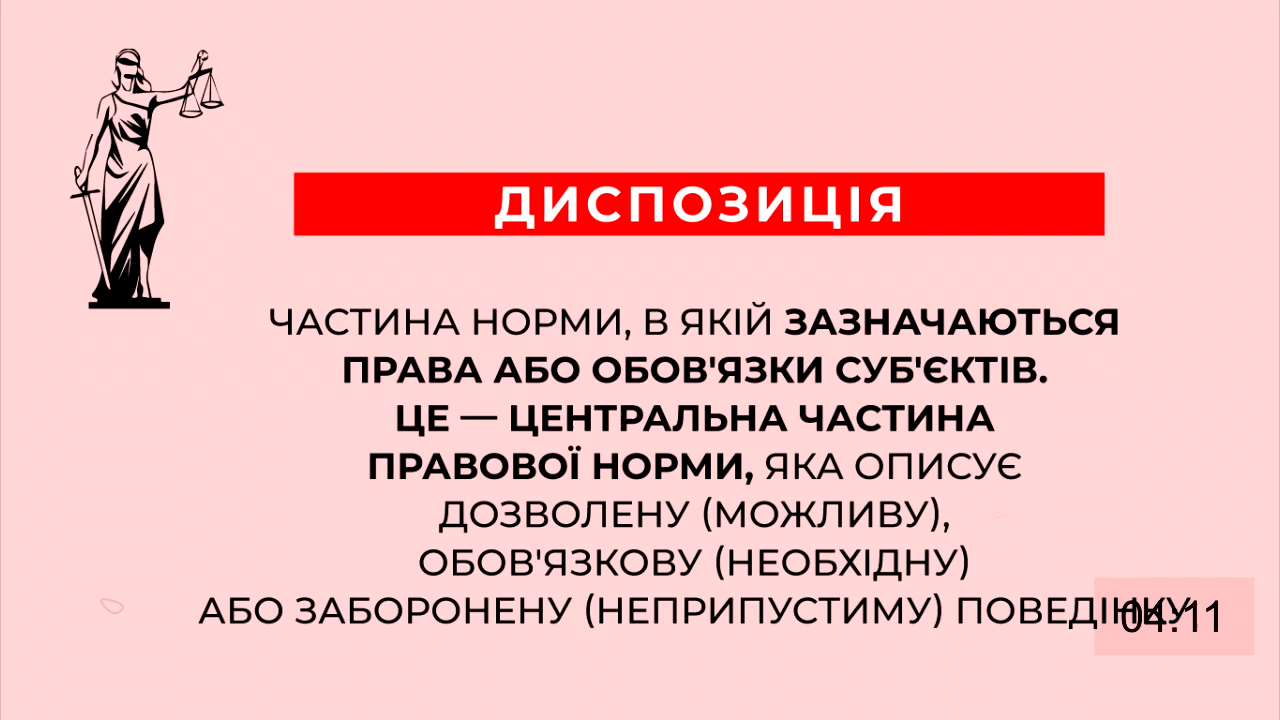 ДИСПОЗИЦІЯ
ЧАСТИНА НОРМИ, В ЯКІЙ ЗАЗНАЧАЮТЬСЯ
ПРАВА АБО ОБОВ'ЯЗКИ СУБ'ЄКТІВ.
ЦЕ — ЦЕНТРАЛЬНА ЧАСТИНА
ПРАВОВОЇ НОРМИ, ЯКА ОПИСУЄ
ДОЗВОЛЕНУ (МОЖЛИВУ),
ОБОВ'ЯЗКОВУ (НЕОБХІДНУ)
АБО ЗАБОРОНЕНУ (НЕПРИПУСТИМУ) ПОВЕДІНКУ
04:11